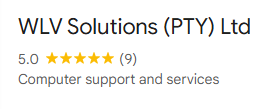 WLV Solutions (PTY) Ltd
5.0 ★★★★★ (9)
Computer support and services